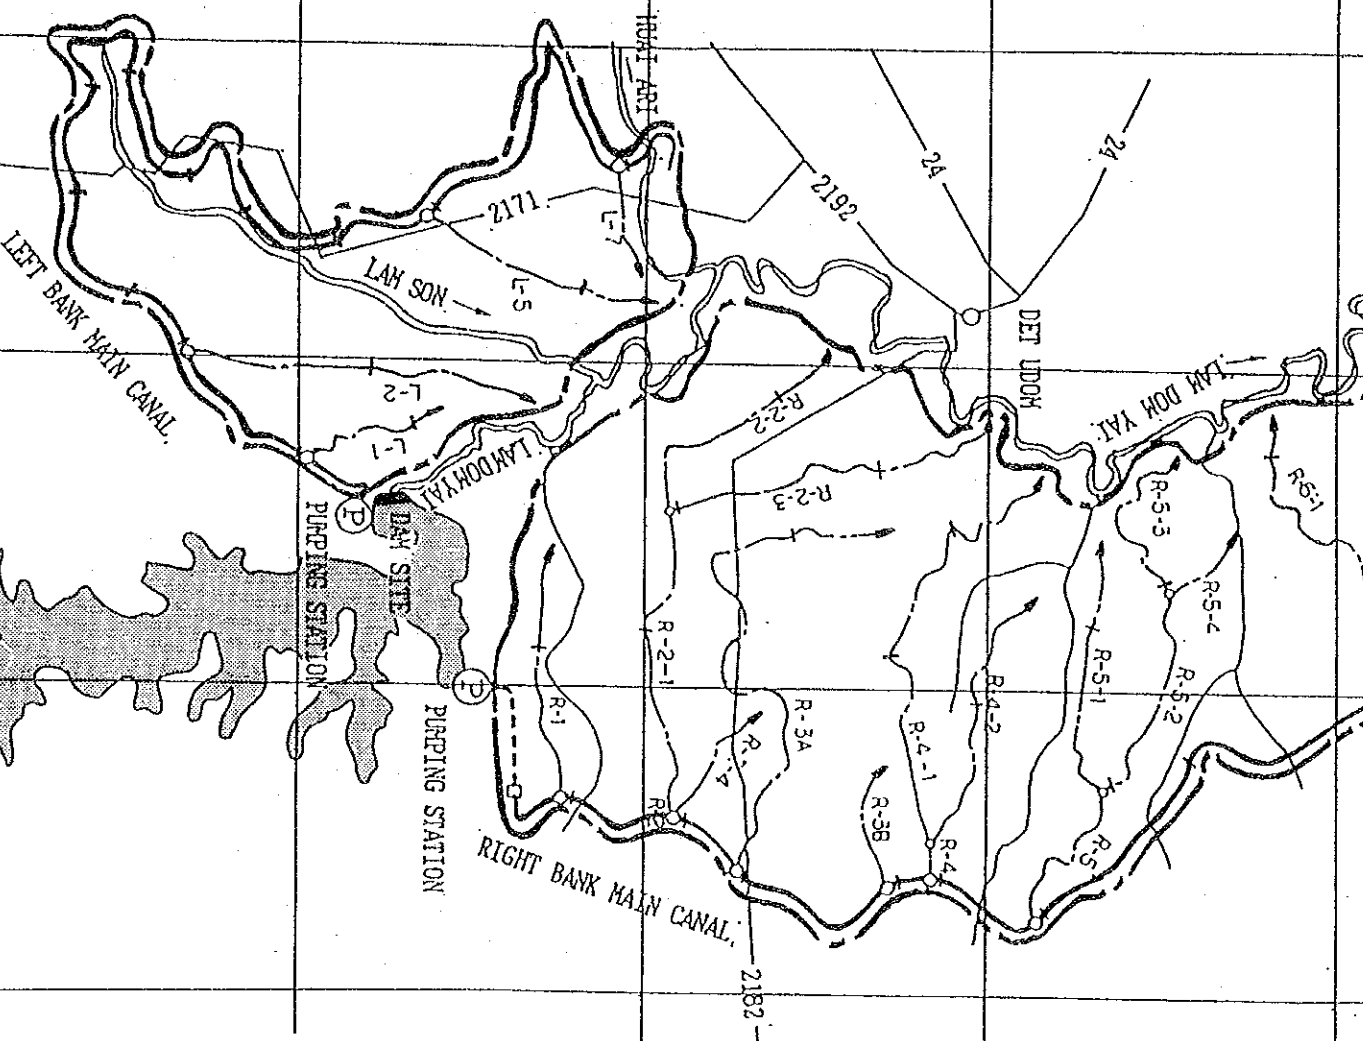 HUAI ARI
24
24
2192
2171
L-7
LAM SON
L-5
LEFT BANK MAIN CANAL.
DET UDOM
LAM DOM YAI.
L-2
L-1
LAMDOMYAI
R-2-2
R-2-3
R-5-3
R-6-1
P
DAM SITE
PUMPING STATION
R-5-4
R-2-1
R-5-1
R-5-2
P
R-1
R-3A
R-4-2
R-4-1
PUMPING STATION
R-3B
R-4
R-5
RIGHT BANK MAIN CANAL.
2182